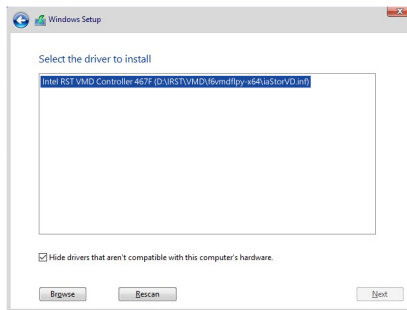 Windows Setup
Select the driver to install
Intel RST VMD Controller 467F (D:\IRST\VMD\f6vmdflpy-x64\iaStorVD.inf)
Hide drivers that aren't compatible with this computer's hardware.
Browse
Rescan
Next